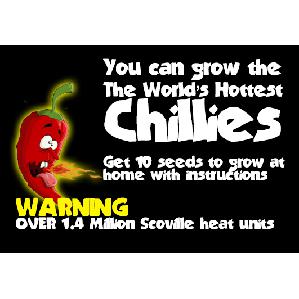 You can grow the
The World's Hottest
Chillies
Get 10 seeds to grow at
home with instructions
WARNING
OVER 1.4 Million Scoville heat units